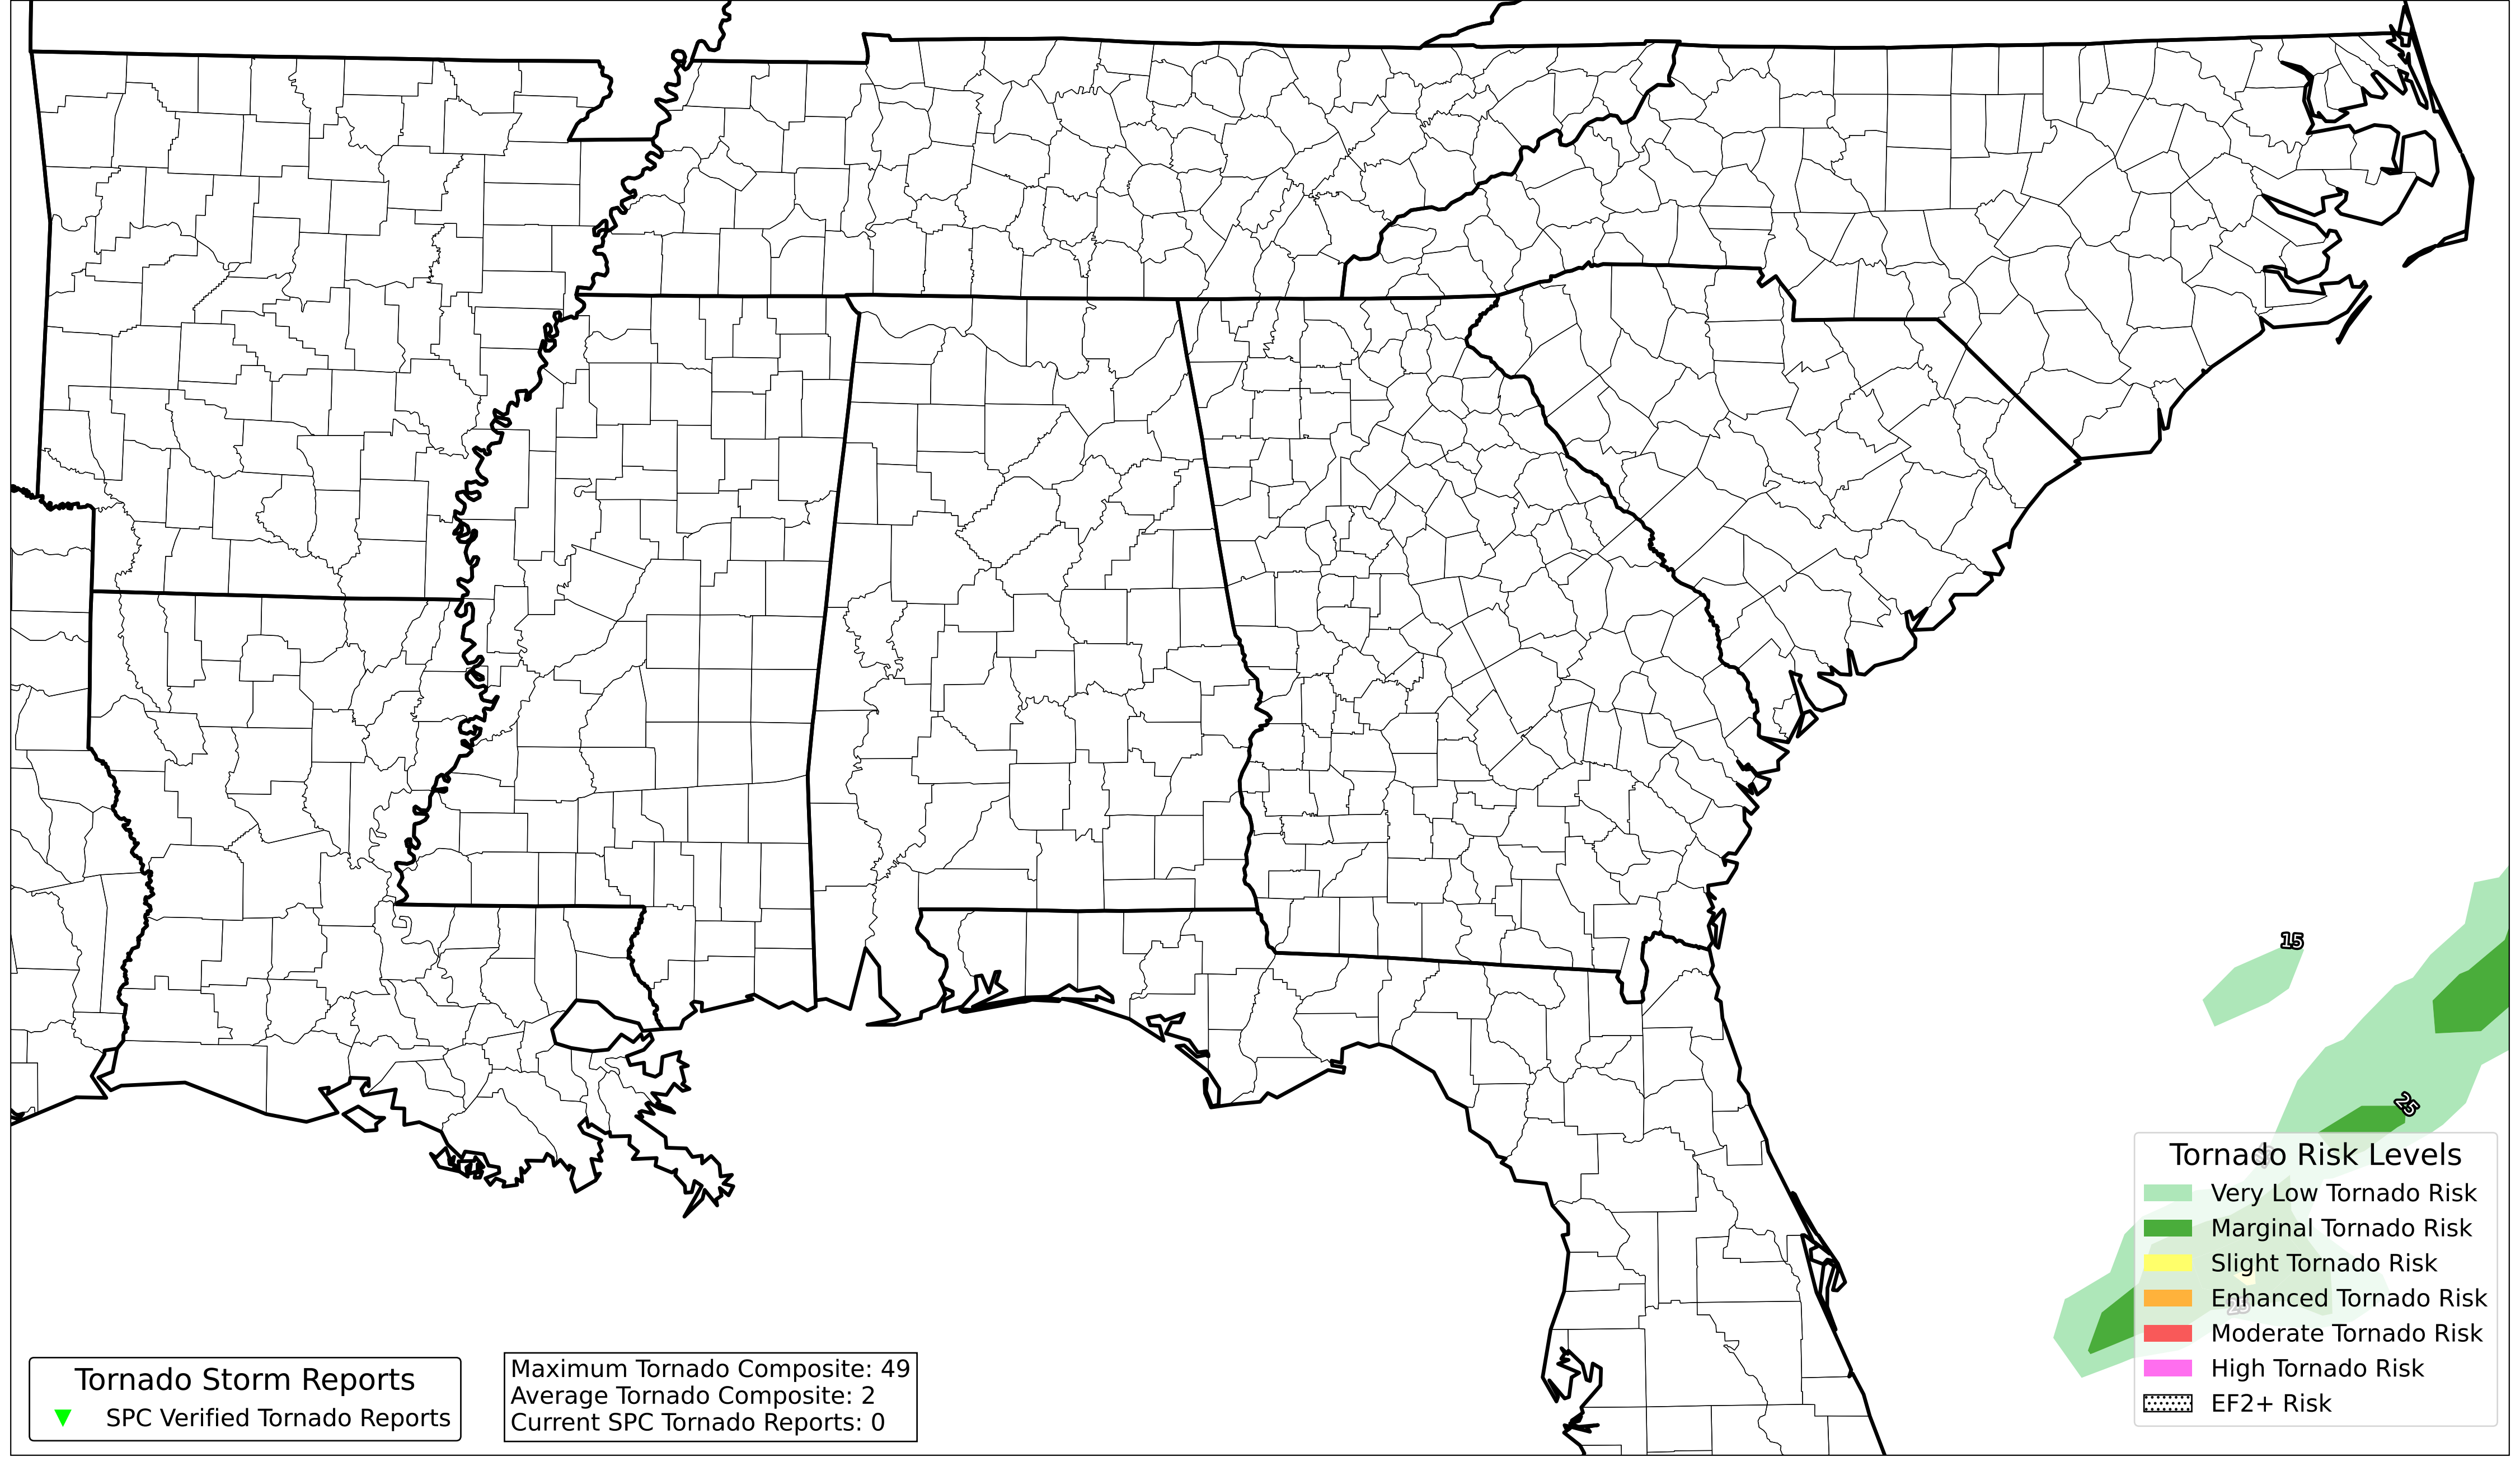 15
25
Tornado Risk Levels
Very Low Tornado Risk
Marginal Tornado Risk
Slight Tornado Risk
25
Enhanced Tornado Risk
Moderate Tornado Risk
High Tornado Risk
EF2+ Risk
Tornado Storm Reports
SPC Verified Tornado Reports
Maximum Tornado Composite: 49
Average Tornado Composite: 2
Current SPC Tornado Reports: 0